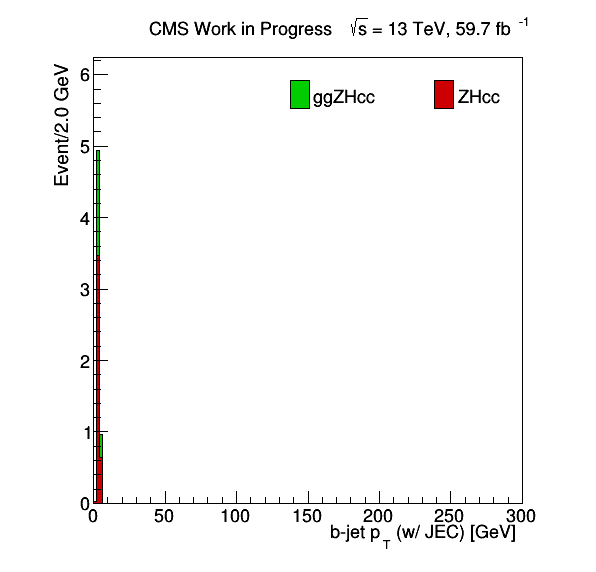 CMS Work in Progress √s = 13 TeV, 59.7 fb -1
Event/2.0 GeV
ggZHcc
ZHcc
6
5
4
3
2
1
0
0 50 100 150 200 250 300
b-jet p T (w/ JEC) [GeV]